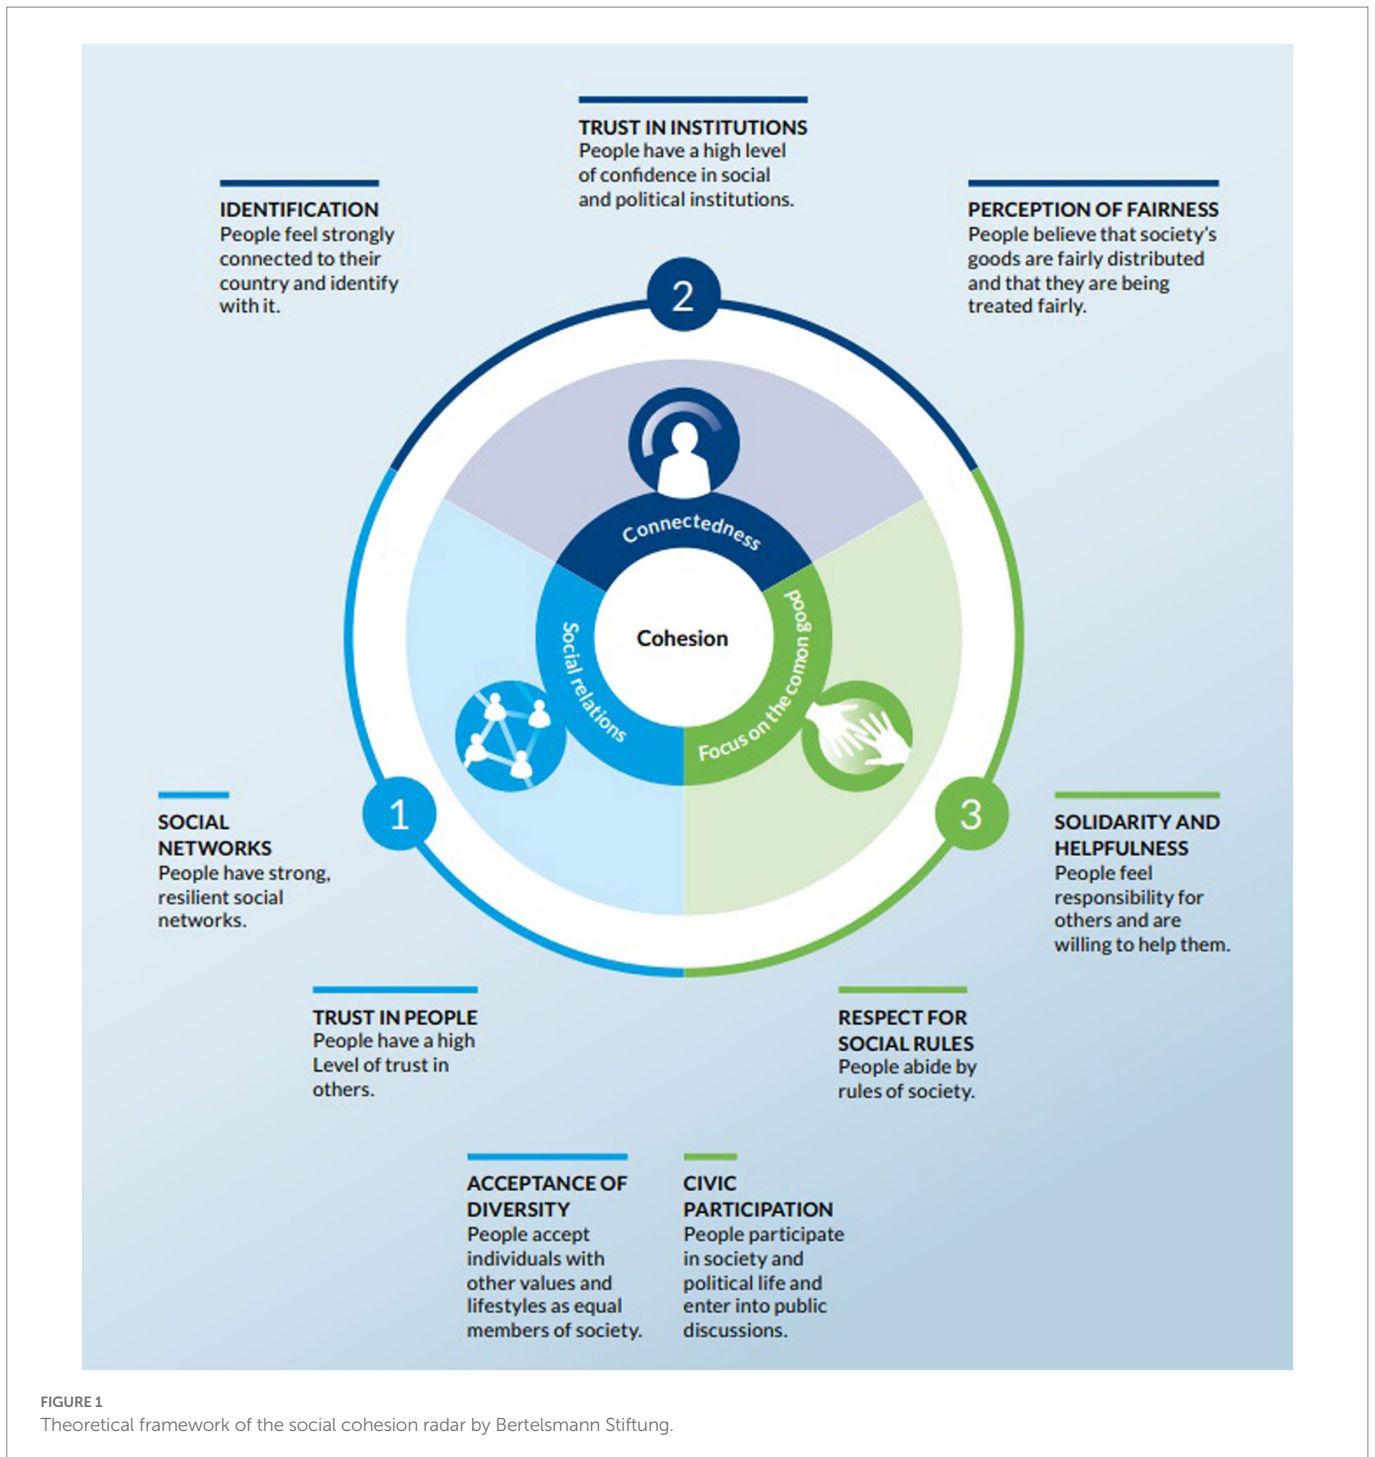 TRUST IN INSTITUTIONS
People have a high level
of confidence in social
and political institutions.
IDENTIFICATION
People feel strongly
connected to their
country and identify
with it.
PERCEPTION OF FAIRNESS
People believe that society's
goods are fairly distributed
and that they are being
treated fairly.
2
Connectedness
Cohesion
Social relations
Focus on the comon good
1
3
SOCIAL
NETWORKS
People have strong,
resilient social
networks.
SOLIDARITY AND
HELPFULNESS
People feel
responsibility for
others and are
willing to help them.
TRUST IN PEOPLE
People have a high
Level of trust in
others.
RESPECT FOR
SOCIAL RULES
People abide by
rules of society.
ACCEPTANCE OF
DIVERSITY
People accept
individuals with
other values and
lifestyles as equal
members of society.
CIVIC
PARTICIPATION
People participate
in society and
political life and
enter into public
discussions.
FIGURE 1
Theoretical framework of the social cohesion radar by Bertelsmann Stiftung.